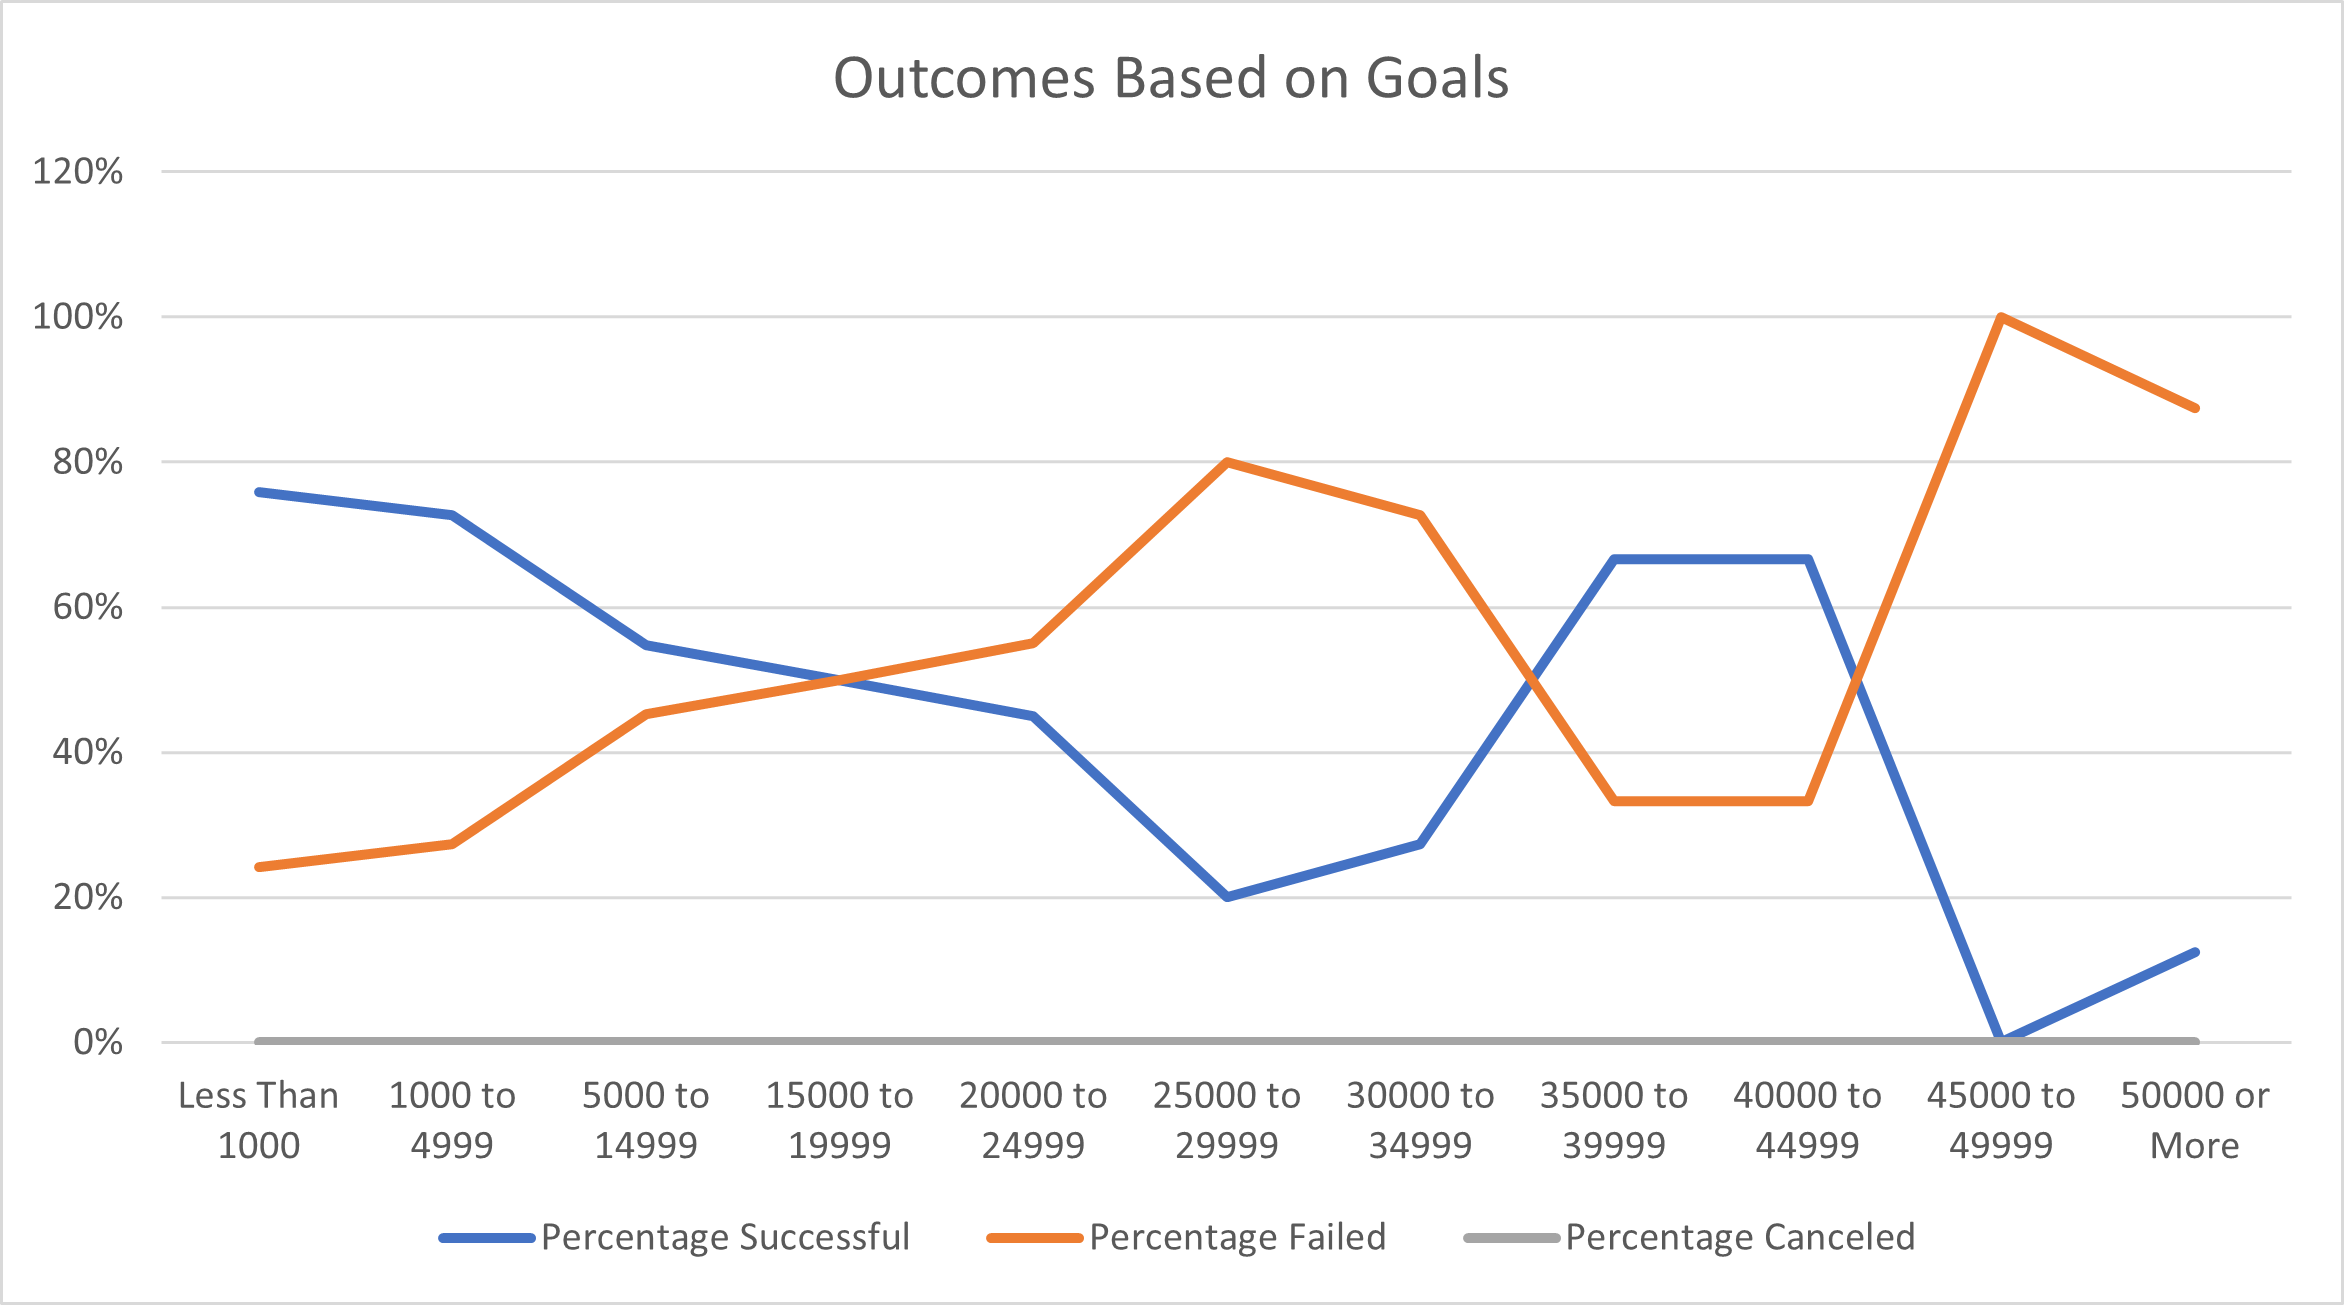 Outcomes Based on Goals
120%
100%
80%
60%
40%
20%
0%
Less Than 1000 to 5000 to 15000 to 20000 to 25000 to 30000 to 35000 to 40000 to 45000 to 50000 or
1000 4999 14999 19999 24999 29999 34999 39999 44999 49999 More
Percentage Successful Percentage Failed Percentage Canceled